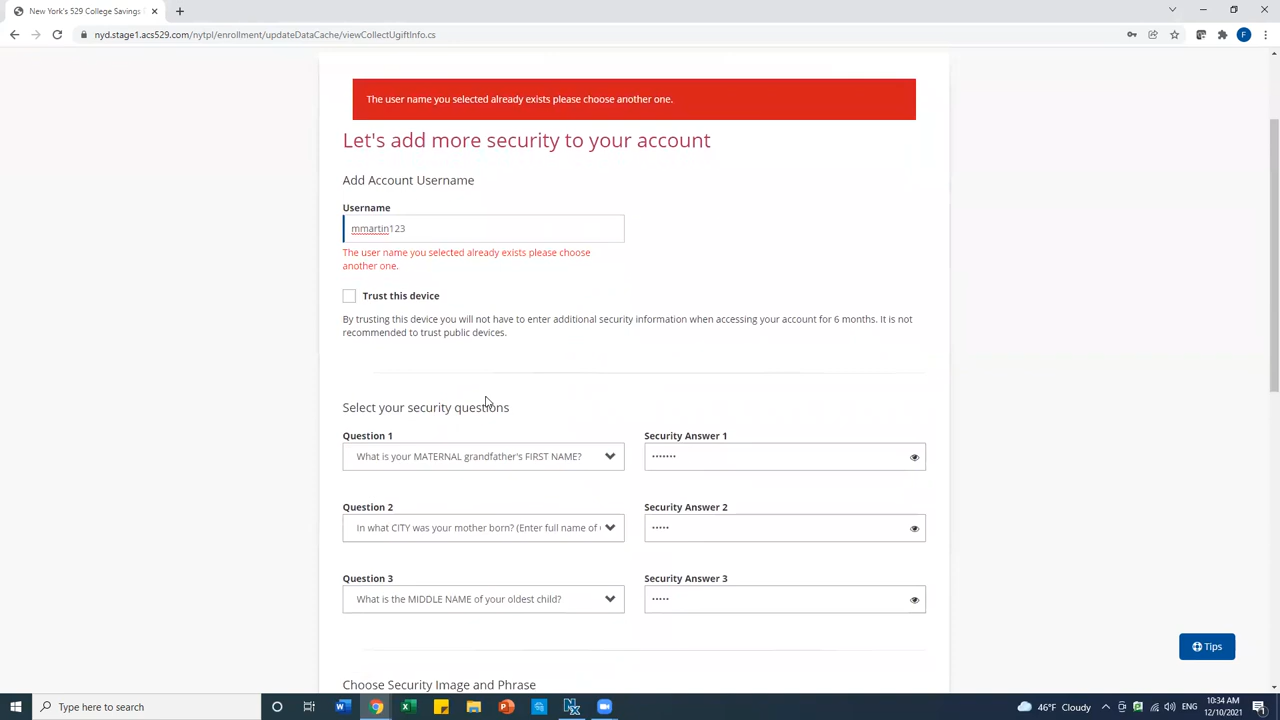 New York's 529 College Savings
nyd.stage1.acs529.com/nytpl/enrollment/updateDataCache/viewCollectUgiftInfo.cs
F
The user name you selected already exists please choose another one.
Let's add more security to your account
Add Account Username
Username
mmartin123
The user name you selected already exists please choose
another one.
Trust this device
By trusting this device you will not have to enter additional security information when accessing your account for 6 months. It is not
recommended to trust public devices.
Select your security questions
Question 1
Security Answer 1
What is your MATERNAL grandfather's FIRST NAME?
•••••••
Question 2
Security Answer 2
In what CITY was your mother born? (Enter full name of
•••••
Question 3
Security Answer 3
What is the MIDDLE NAME of your oldest child?
•••••
Tips
Choose Security Image and Phrase
Type here to search
46°F Cloudy
10:34 AM
12/10/2021